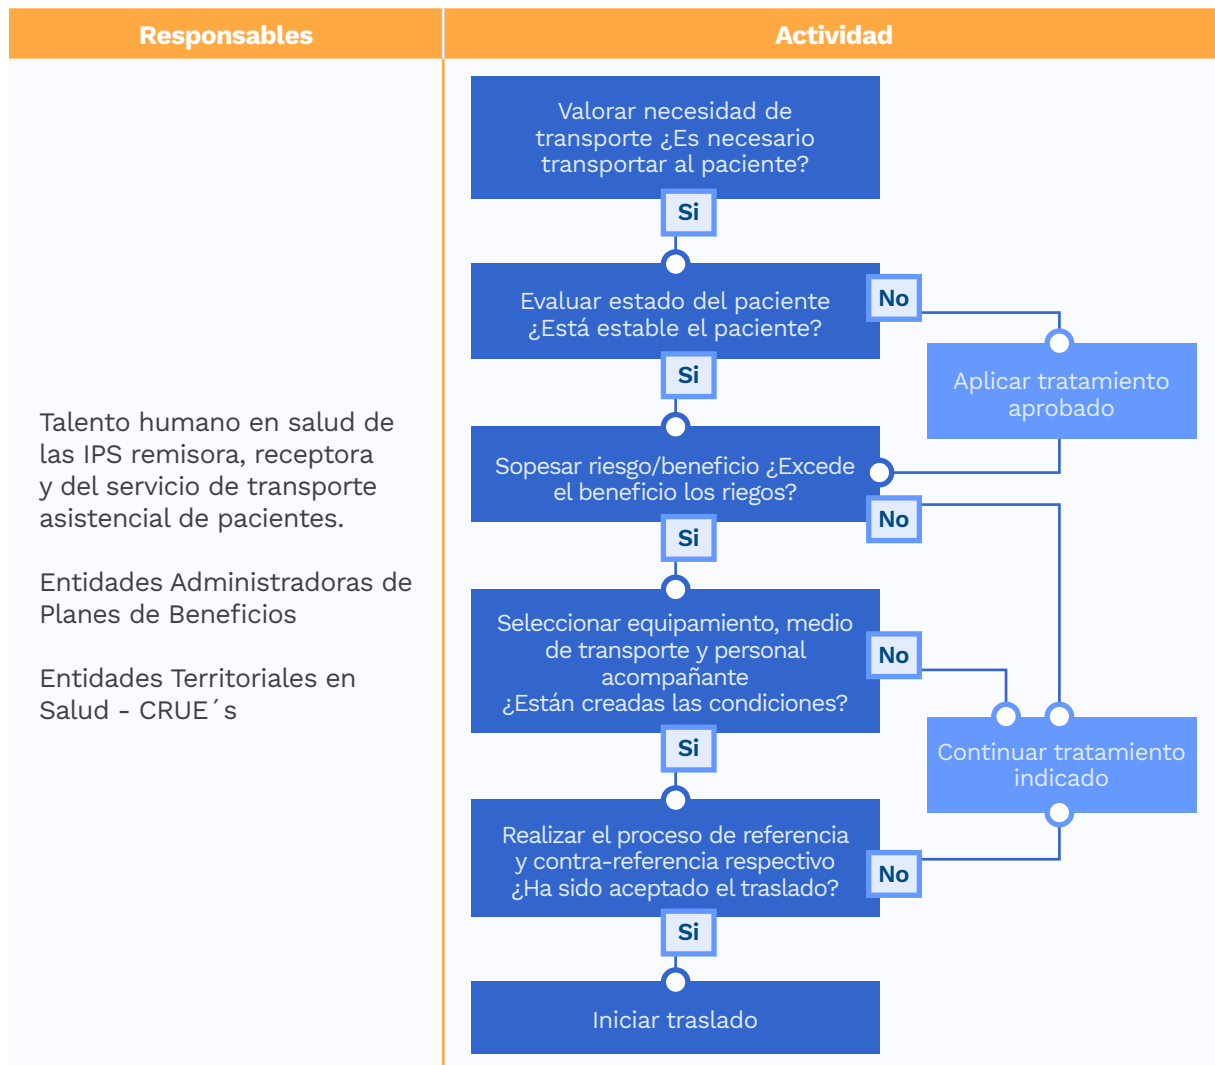 Responsables
Actividad
Talento humano en salud de
las IPS remisora, receptora
y del servicio de transporte
asistencial de pacientes.
Entidades Administradoras de
Planes de Beneficios
Entidades Territoriales en
Salud - CRUE´s
Valorar necesidad de
transporte ¿Es necesario
transportar al paciente?
Si
Evaluar estado del paciente
¿Está estable el paciente?
No
Si
Aplicar tratamiento
aprobado
Sopesar riesgo/beneficio ¿Excede
el beneficio los riegos?
No
Si
Seleccionar equipamiento, medio
de transporte y personal
acompañante
¿Están creadas las condiciones?
No
Si
Continuar tratamiento
indicado
Realizar el proceso de referencia
y contra-referencia respectivo
¿Ha sido aceptado el traslado?
No
Si
Iniciar traslado